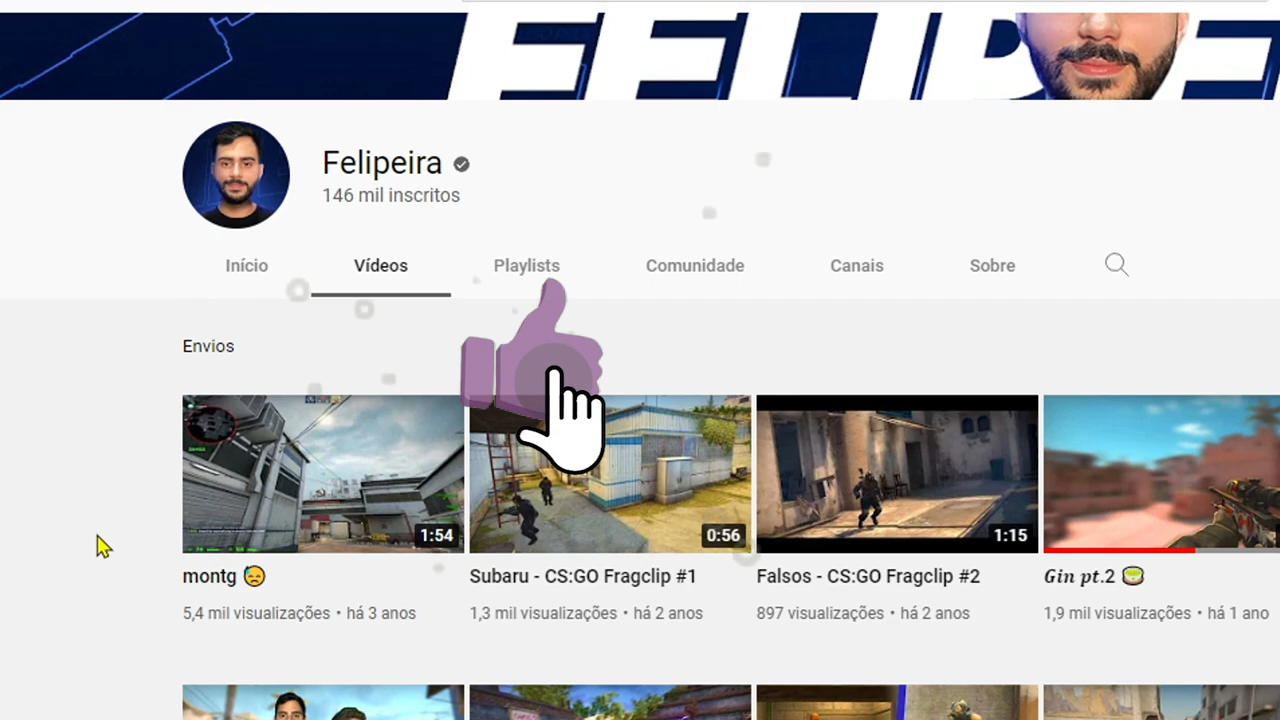 FELIPE
Felipeira
146 mil inscritos
Início Vídeos Playlists Comunidade Canais Sobre
Envios
1:54 0:56 1:15
montg Subaru - CS:GO Fragclip #1 Falsos - CS:GO Fragclip #2 𝑮𝒊𝒏 𝒑𝒕.2
5,4 mil visualizações • há 3 anos 1,3 mil visualizações • há 2 anos 897 visualizações • há 2 anos 1,9 mil visualizações • há 1 ano